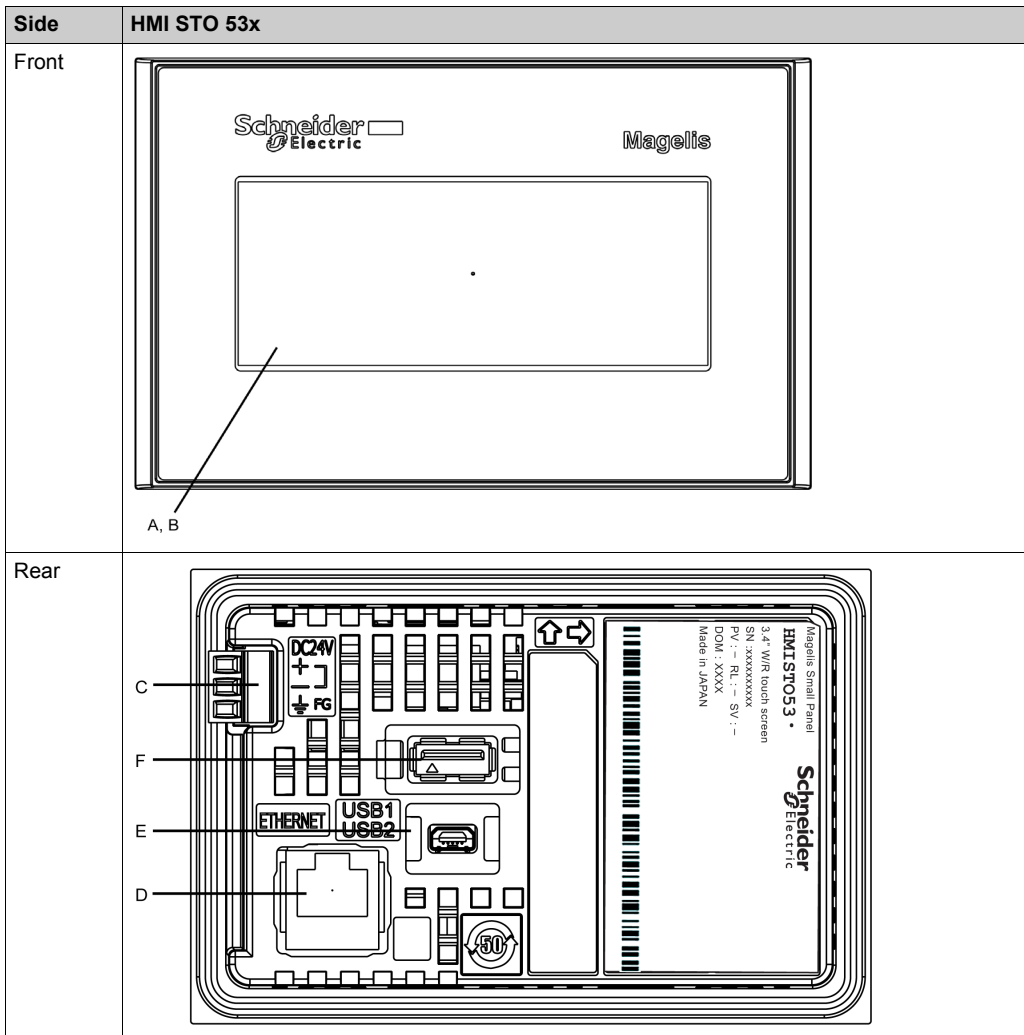 Side HMI STO 53x
Front
Schneider
Electric
Magelis
A, B
Rear
C
F
E
D
DC24V
+
−
FG
ETHERNET
USB1
USB2
50
Magelis Small Panel
HMISTO53 •
3.4" W/R touch screen
SN :xxxxxxxxxx
PV : – RL : – SV : –
DOM : XXXX
Made in JAPAN
Schneider
Electric